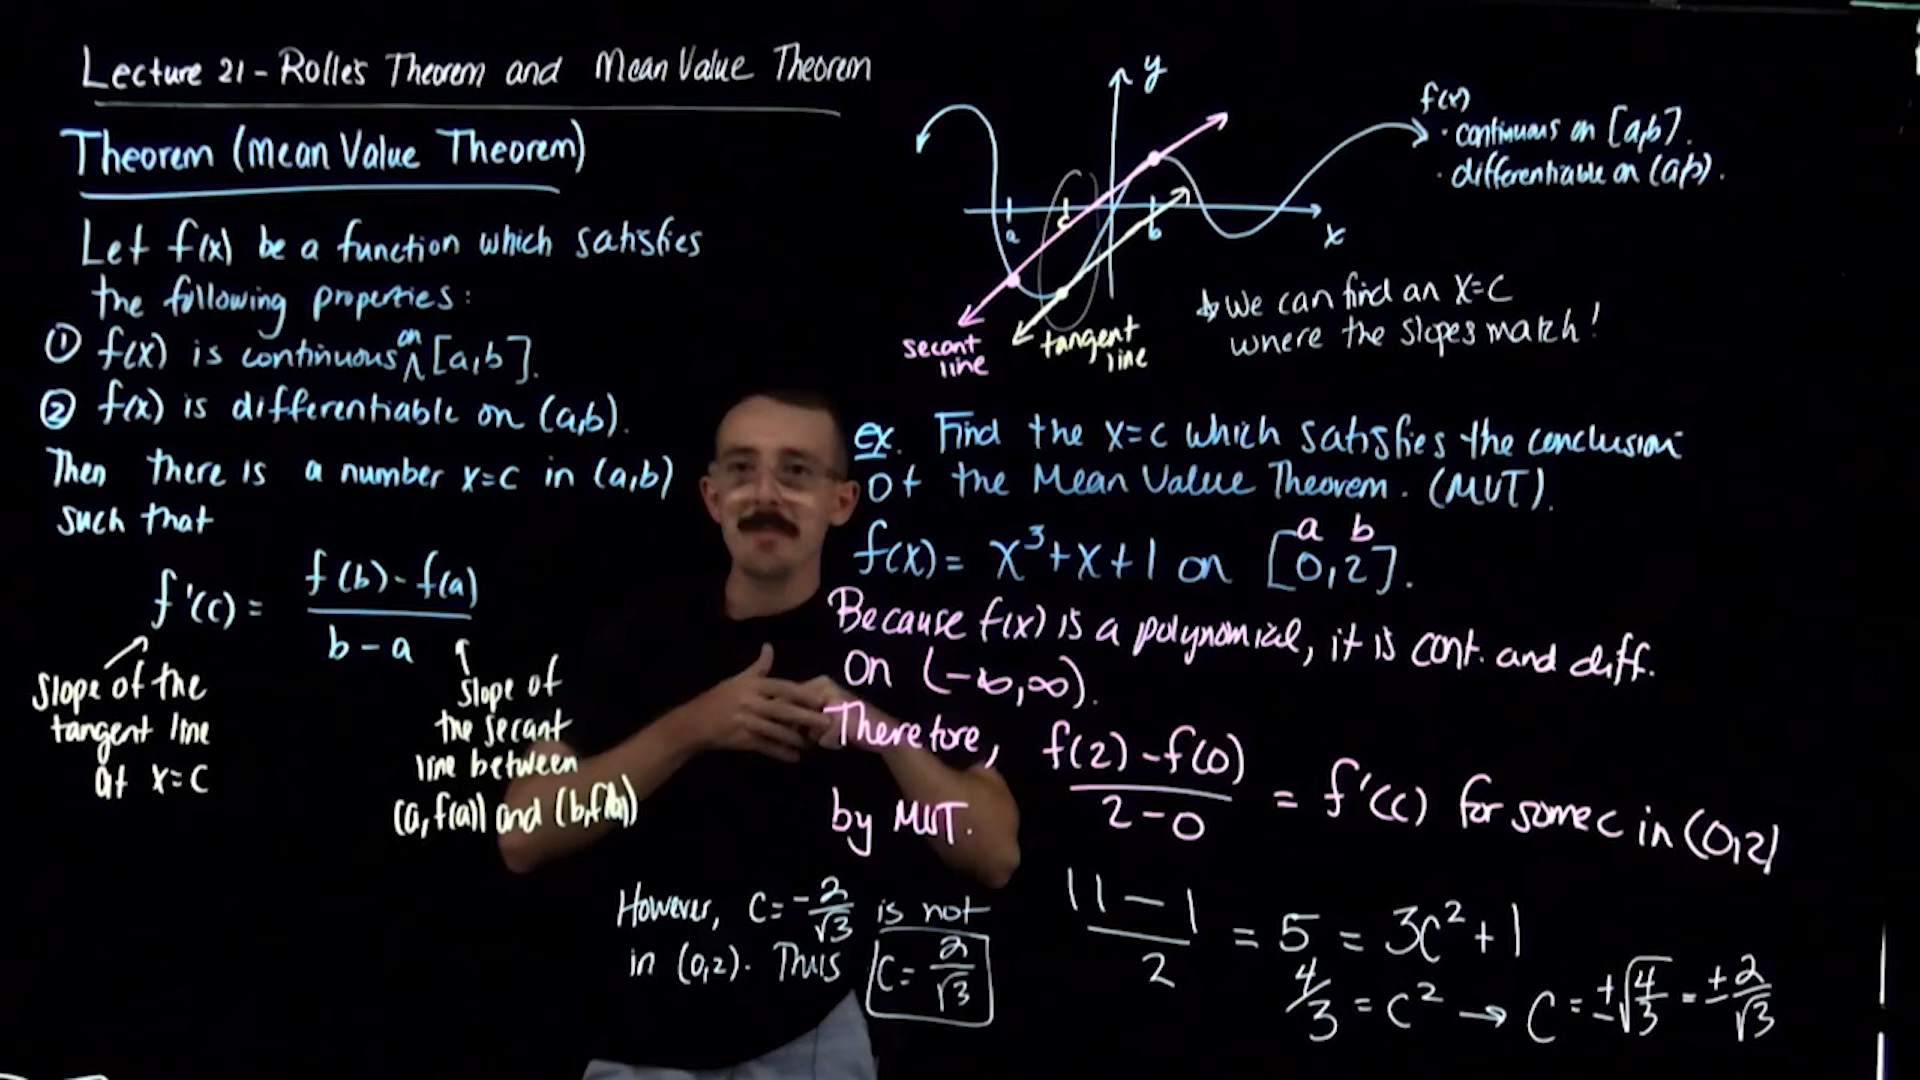 Lecture 21 - Rolle's Theorem and Mean Value Theorem
Theorem (Mean Value Theorem)
Let f(x) be a function which satisfies
the following properties:
① f(x) is continuous on [a,b].
② f(x) is differentiable on (a,b).
Then there is a number x=c in (a,b)
such that
f'(c) = f(b) - f(a) / b - a
slope of the
tangent line
at x=c
slope of
the secant
line between
(a, f(a)) and (b, f(b))
y
x
a
c
b
secant
line
tangent
line
f(x)
· continuous on [a,b].
· differentiable on (a,b).
We can find an x=c
where the slopes match!
ex. Find the x=c which satisfies the conclusion
of the Mean Value Theorem. (MVT).
a b
f(x) = x³+x+1 on [0,2].
Because f(x) is a polynomial, it is cont. and diff.
on (-∞,∞).
Therefore,
by MVT.
f(2) - f(0) / 2 - 0 = f'(c) for some c in (0,2)
11 - 1 / 2 = 5 = 3c² + 1
4/3 = c² → c = ±√4/3 = ±2/√3
However, c = -2/√3 is not
in (0,2). Thus c = 2/√3